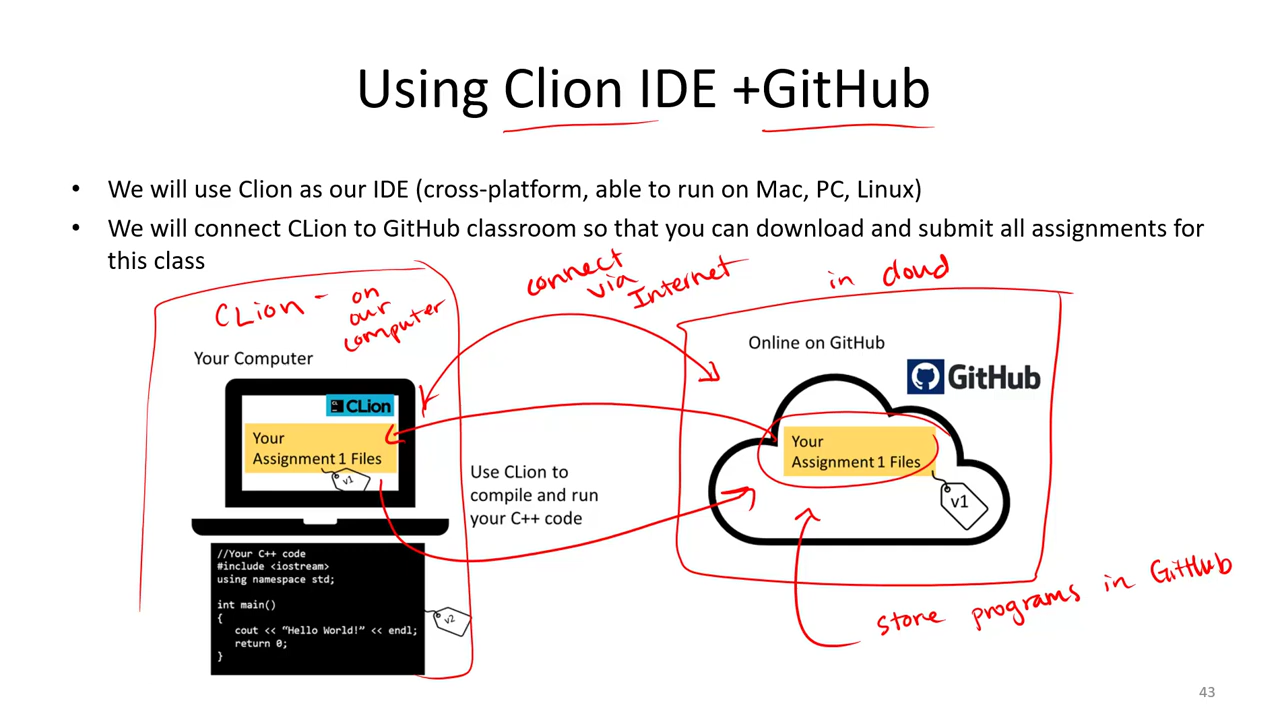 Using Clion IDE +GitHub
• We will use Clion as our IDE (cross-platform, able to run on Mac, PC, Linux)
• We will connect CLion to GitHub classroom so that you can download and submit all assignments for
this class
CLion - on
our
computer
connect
via
Internet
in cloud
Your Computer
CLion
Your
Assignment 1 Files
v1
Use CLion to
compile and run
your C++ code
Online on GitHub
GitHub
Your
Assignment 1 Files
v1
//Your C++ code
#include <iostream>
using namespace std;
int main()
{
cout << “Hello World!” << endl;
return 0;
}
v2
store programs in GitHub
43